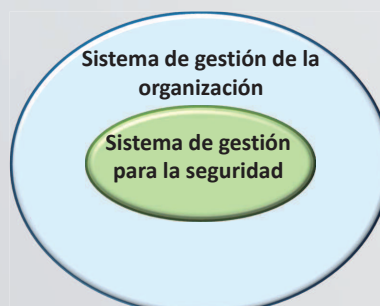 Sistema de gestión de la
organización
Sistema de gestión
para la seguridad